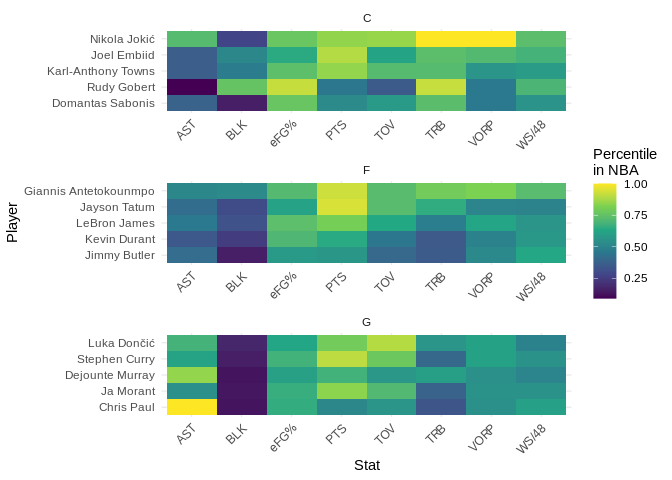 C
Nikola Jokić
Joel Embiid
Karl-Anthony Towns
Rudy Gobert
Domantas Sabonis
AST BLK eFG% PTS TOV TRB VORP WS/48
F
Giannis Antetokounmpo
Jayson Tatum
LeBron James
Kevin Durant
Jimmy Butler
AST BLK eFG% PTS TOV TRB VORP WS/48
G
Luka Dončić
Stephen Curry
Dejounte Murray
Ja Morant
Chris Paul
AST BLK eFG% PTS TOV TRB VORP WS/48
Stat
Player
Percentile
in NBA
1.00
0.75
0.50
0.25